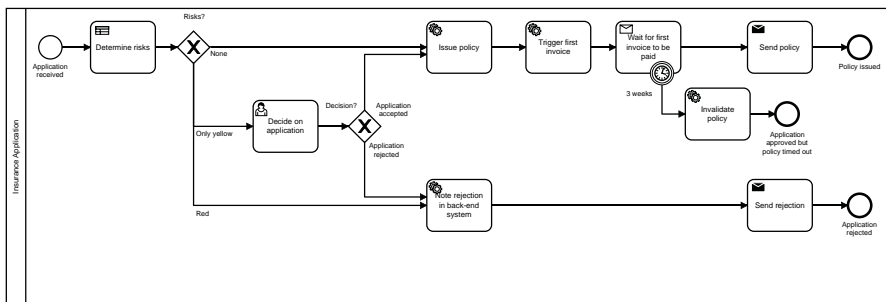 Insurance Application
Application
received
Determine risks
Risks?
None
Only yellow
Red
Decide on
application
Decision?
Application
accepted
Application
rejected
Issue policy
Trigger first
invoice
Wait for first
invoice to be
paid
3 weeks
Send policy
Policy issued
Invalidate
policy
Application
approved but
policy timed out
Note rejection
in back-end
system
Send rejection
Application
rejected